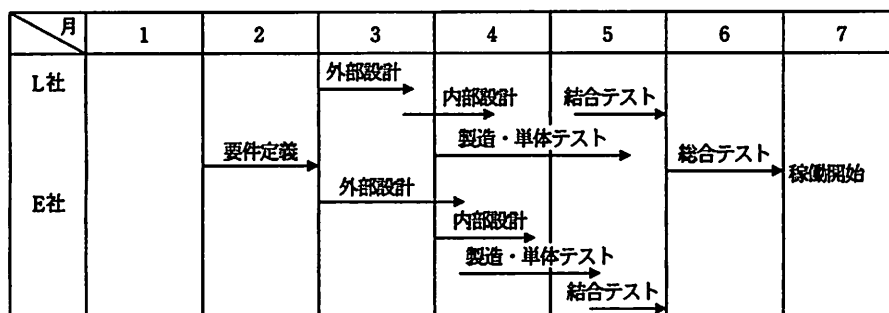 月 1 2 3 4 5 6 7
L社
外部設計
内部設計 結合テスト
製造・単体テスト
要件定義 総合テスト
稼働開始
E社
外部設計
内部設計
製造・単体テスト
結合テスト